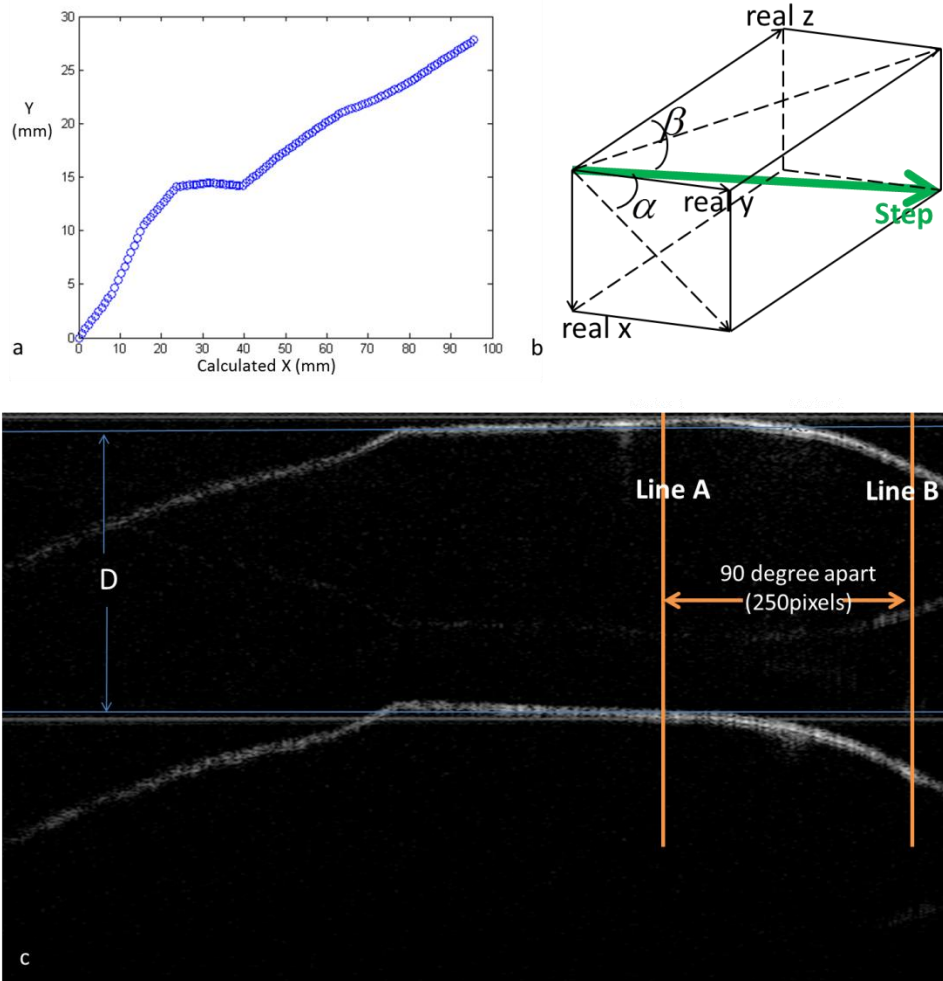 30
25
20
15
10
5
0
Y
(mm)
0 10 20 30 40 50 60 70 80 90 100
Calculated X (mm)
a
real z
β
α
real y
Step
real x
b
Line A
Line B
D
90 degree apart
(250pixels)
c